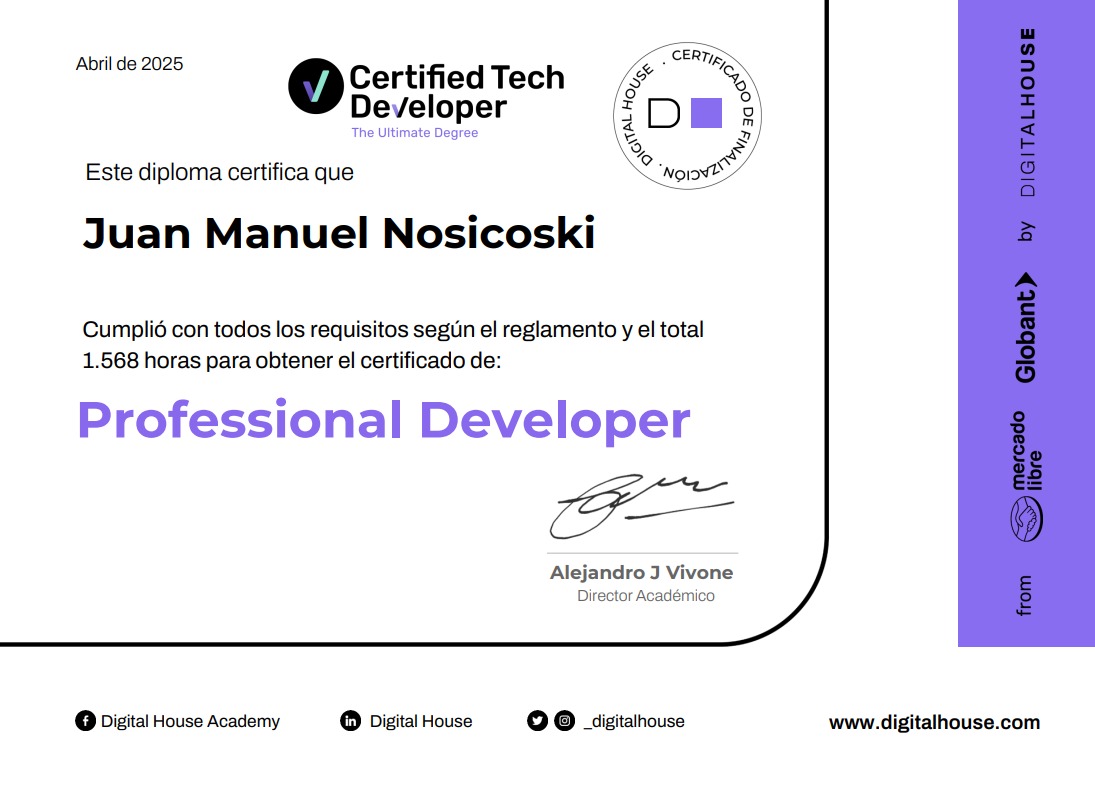 Abril de 2025
Certified Tech
Developer
The Ultimate Degree
CERTIFICADO DE FINALIZACIÓN · DIGITAL HOUSE ·
D
Este diploma certifica que
Juan Manuel Nosicoski
Cumplió con todos los requisitos según el reglamento y el total
1.568 horas para obtener el certificado de:
Professional Developer
Alejandro J Vivone
Director Académico
from
mercado
libre
Globant
by
DIGITALHOUSE
Digital House Academy
Digital House
_digitalhouse
www.digitalhouse.com